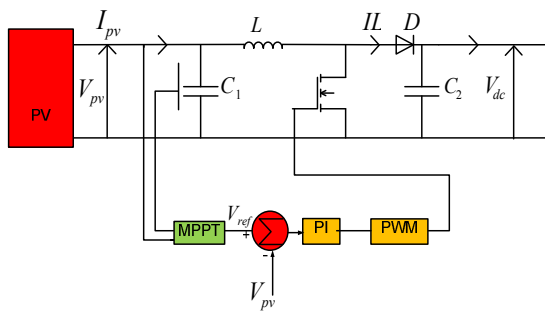 I_pv
L
IL
D
V_pv
C_1
C_2
V_dc
PV
MPPT
V_ref
+
-
PI
PWM
V_pv